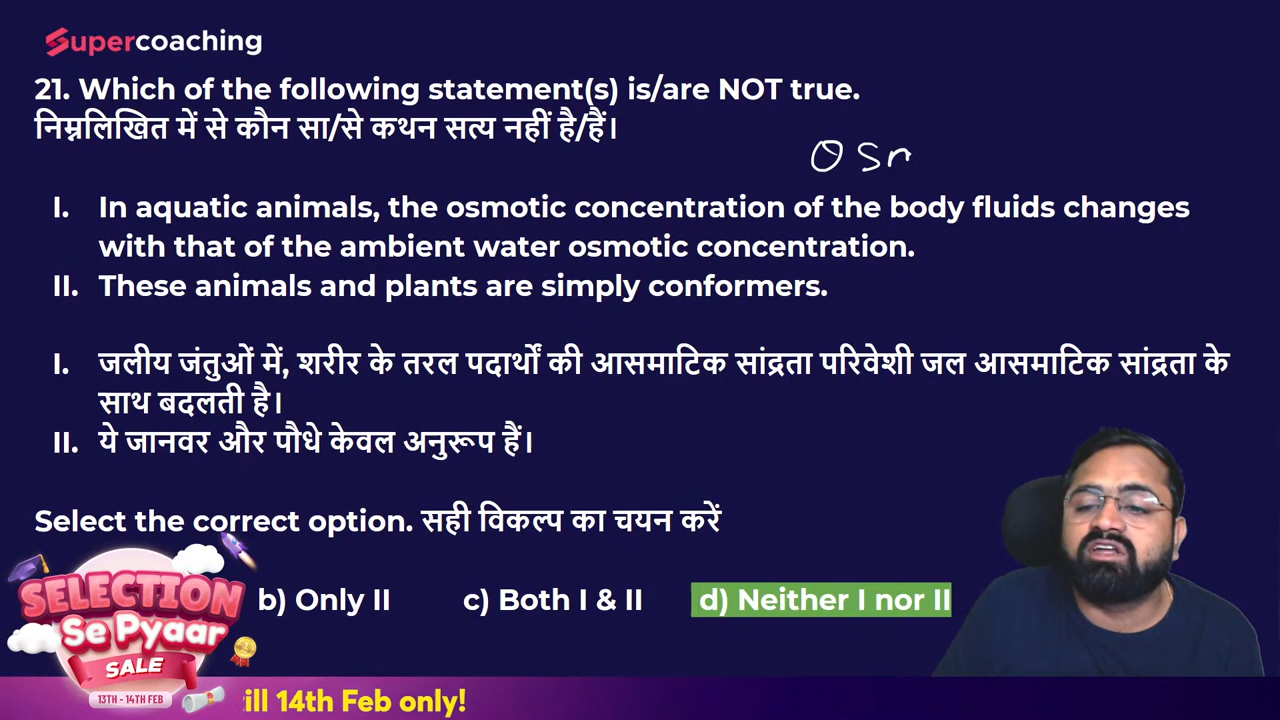 Supercoaching
21. Which of the following statement(s) is/are NOT true.
निम्नलिखित में से कौन सा/से कथन सत्य नहीं है/हैं।
OSm
I. In aquatic animals, the osmotic concentration of the body fluids changes
with that of the ambient water osmotic concentration.
II. These animals and plants are simply conformers.
I. जलीय जंतुओं में, शरीर के तरल पदार्थों की आसमाटिक सांद्रता परिवेशी जल आसमाटिक सांद्रता के
साथ बदलती है।
II. ये जानवर और पौधे केवल अनुरूप हैं।
Select the correct option. सही विकल्प का चयन करें
b) Only II c) Both I & II d) Neither I nor II
SELECTION
Se Pyaar
SALE
13TH - 14TH FEB
ill 14th Feb only!